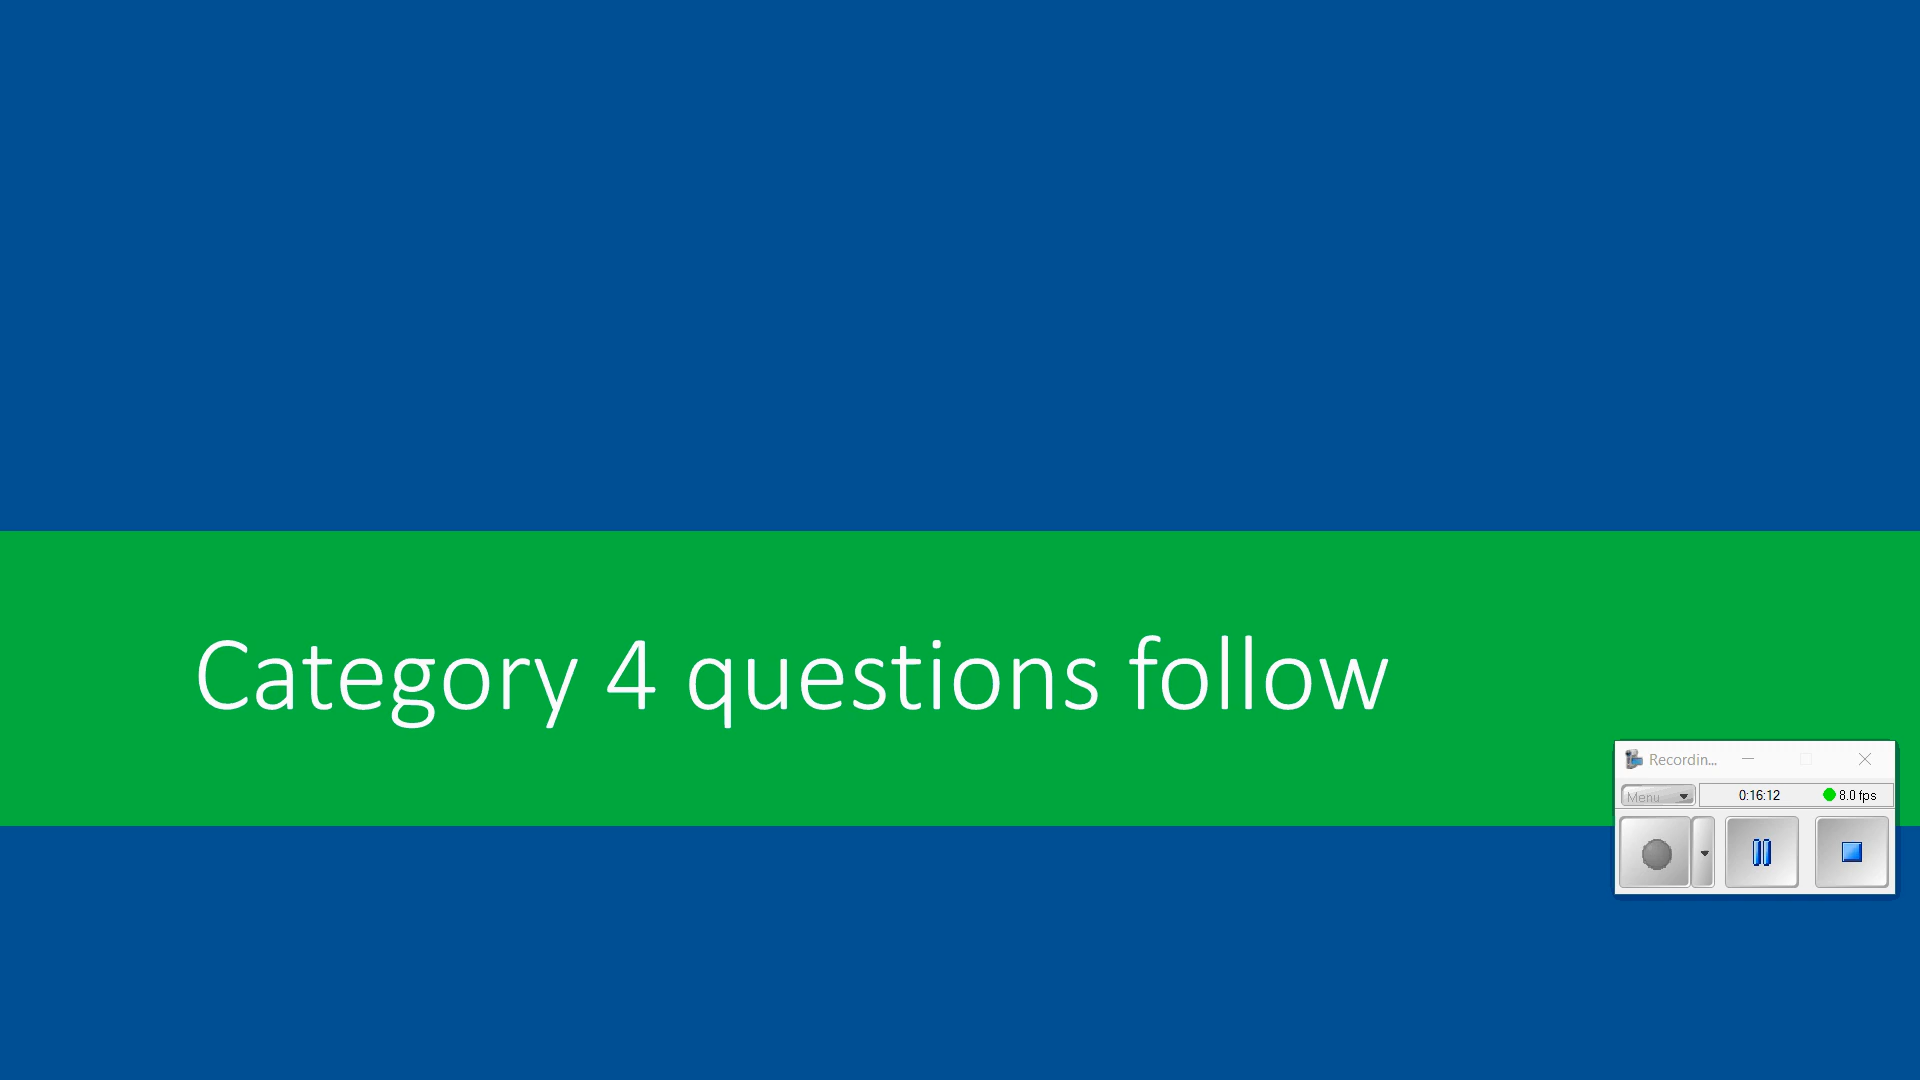 Category 4 questions follow
Recordin...
Menu
0:16:12
8.0 fps